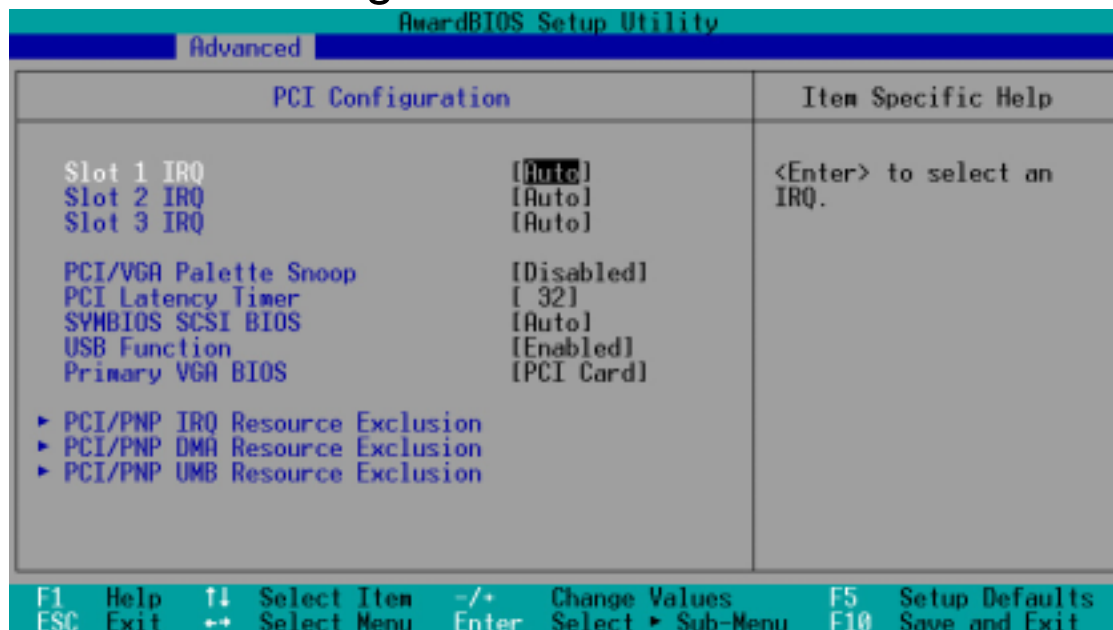 AwardBIOS Setup Utility
Advanced
PCI Configuration
Item Specific Help
Slot 1 IRQ [Auto]
Slot 2 IRQ [Auto]
Slot 3 IRQ [Auto]
<Enter> to select an
IRQ.
PCI/VGA Palette Snoop [Disabled]
PCI Latency Timer [ 32]
SYMBIOS SCSI BIOS [Auto]
USB Function [Enabled]
Primary VGA BIOS [PCI Card]
► PCI/PNP IRQ Resource Exclusion
► PCI/PNP DMA Resource Exclusion
► PCI/PNP UMB Resource Exclusion
F1 Help ↑↓ Select Item -/+ Change Values F5 Setup Defaults
ESC Exit ←→ Select Menu Enter Select ► Sub-Menu F10 Save and Exit